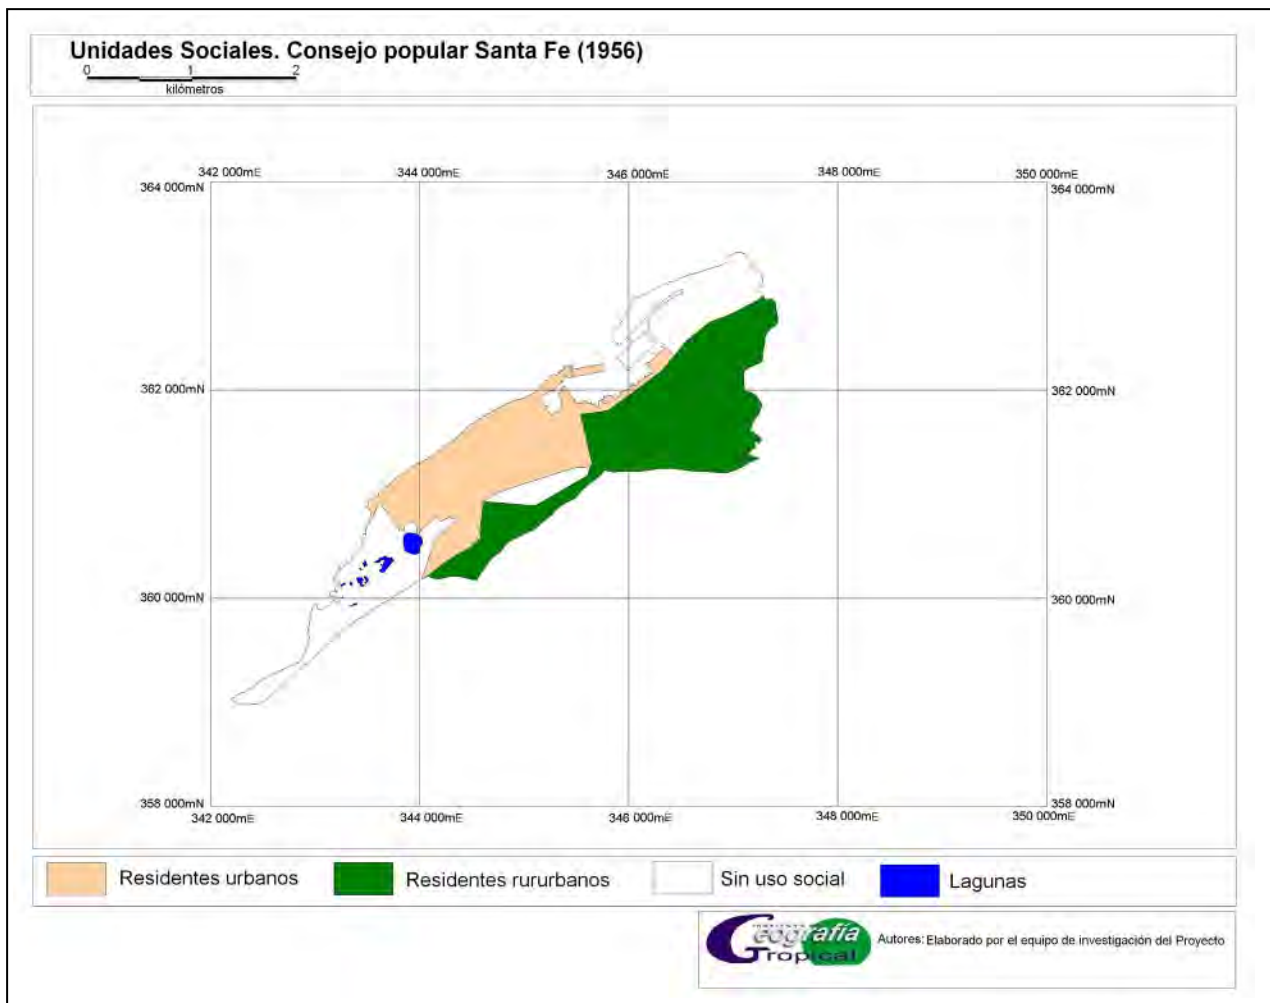 Unidades Sociales. Consejo popular Santa Fe (1956)
0 1 2
kilómetros
342 000mE 344 000mE 346 000mE 348 000mE 350 000mE
364 000mN 364 000mN
362 000mN 362 000mN
360 000mN 360 000mN
358 000mN 358 000mN
342 000mE 344 000mE 346 000mE 348 000mE 350 000mE
Residentes urbanos Residentes rururbanos Sin uso social Lagunas
Geografía
Tropical
Autores: Elaborado por el equipo de investigación del Proyecto